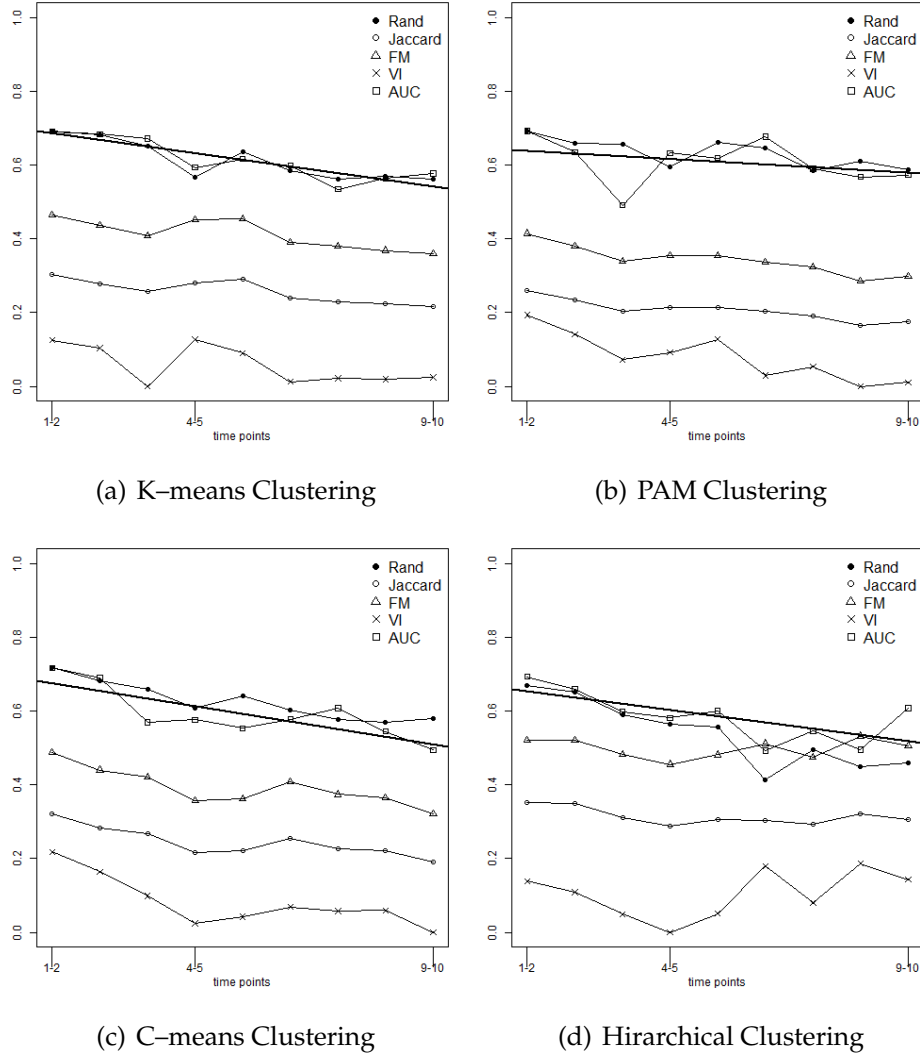 1.0
0.8
0.6
0.4
0.2
0.0
Rand
Jaccard
FM
VI
AUC
1-2
4-5
9-10
time points
(a) K–means Clustering
1.0
0.8
0.6
0.4
0.2
0.0
Rand
Jaccard
FM
VI
AUC
1-2
4-5
9-10
time points
(b) PAM Clustering
1.0
0.8
0.6
0.4
0.2
0.0
Rand
Jaccard
FM
VI
AUC
1-2
4-5
9-10
time points
(c) C–means Clustering
1.0
0.8
0.6
0.4
0.2
0.0
Rand
Jaccard
FM
VI
AUC
1-2
4-5
9-10
time points
(d) Hirarchical Clustering